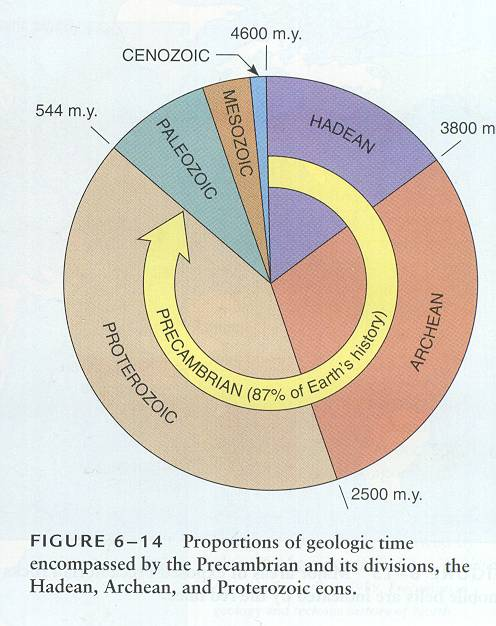 4600 m.y.
CENOZOIC
544 m.y.
3800 m
HADEAN
MESOZOIC
PALEOZOIC
ARCHEAN
PROTEROZOIC
PRECAMBRIAN (87% of Earth's history)
2500 m.y.
FIGURE 6–14 Proportions of geologic time
encompassed by the Precambrian and its divisions, the
Hadean, Archean, and Proterozoic eons.